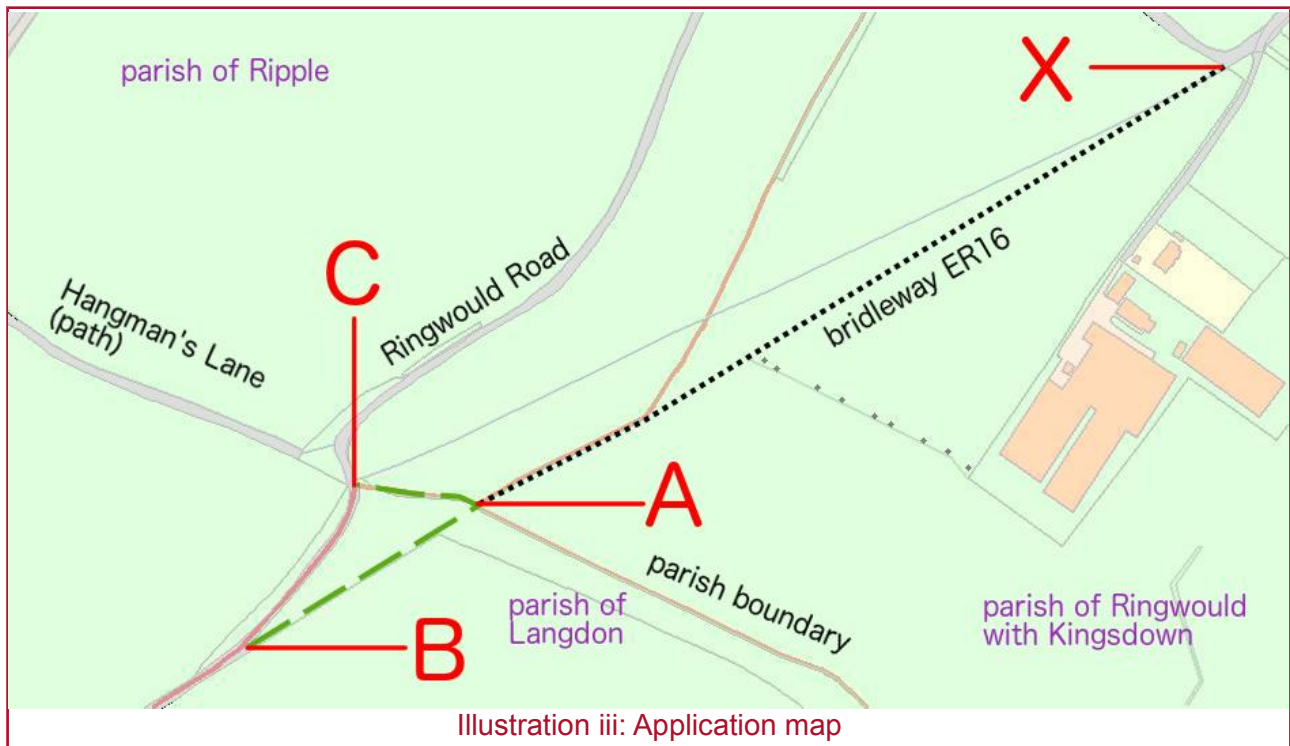 parish of Ripple
X
C
Hangman's Lane
(path)
Ringwould Road
bridleway ER16
A
parish boundary
parish of
Langdon
parish of Ringwould
with Kingsdown
B
Illustration iii: Application map